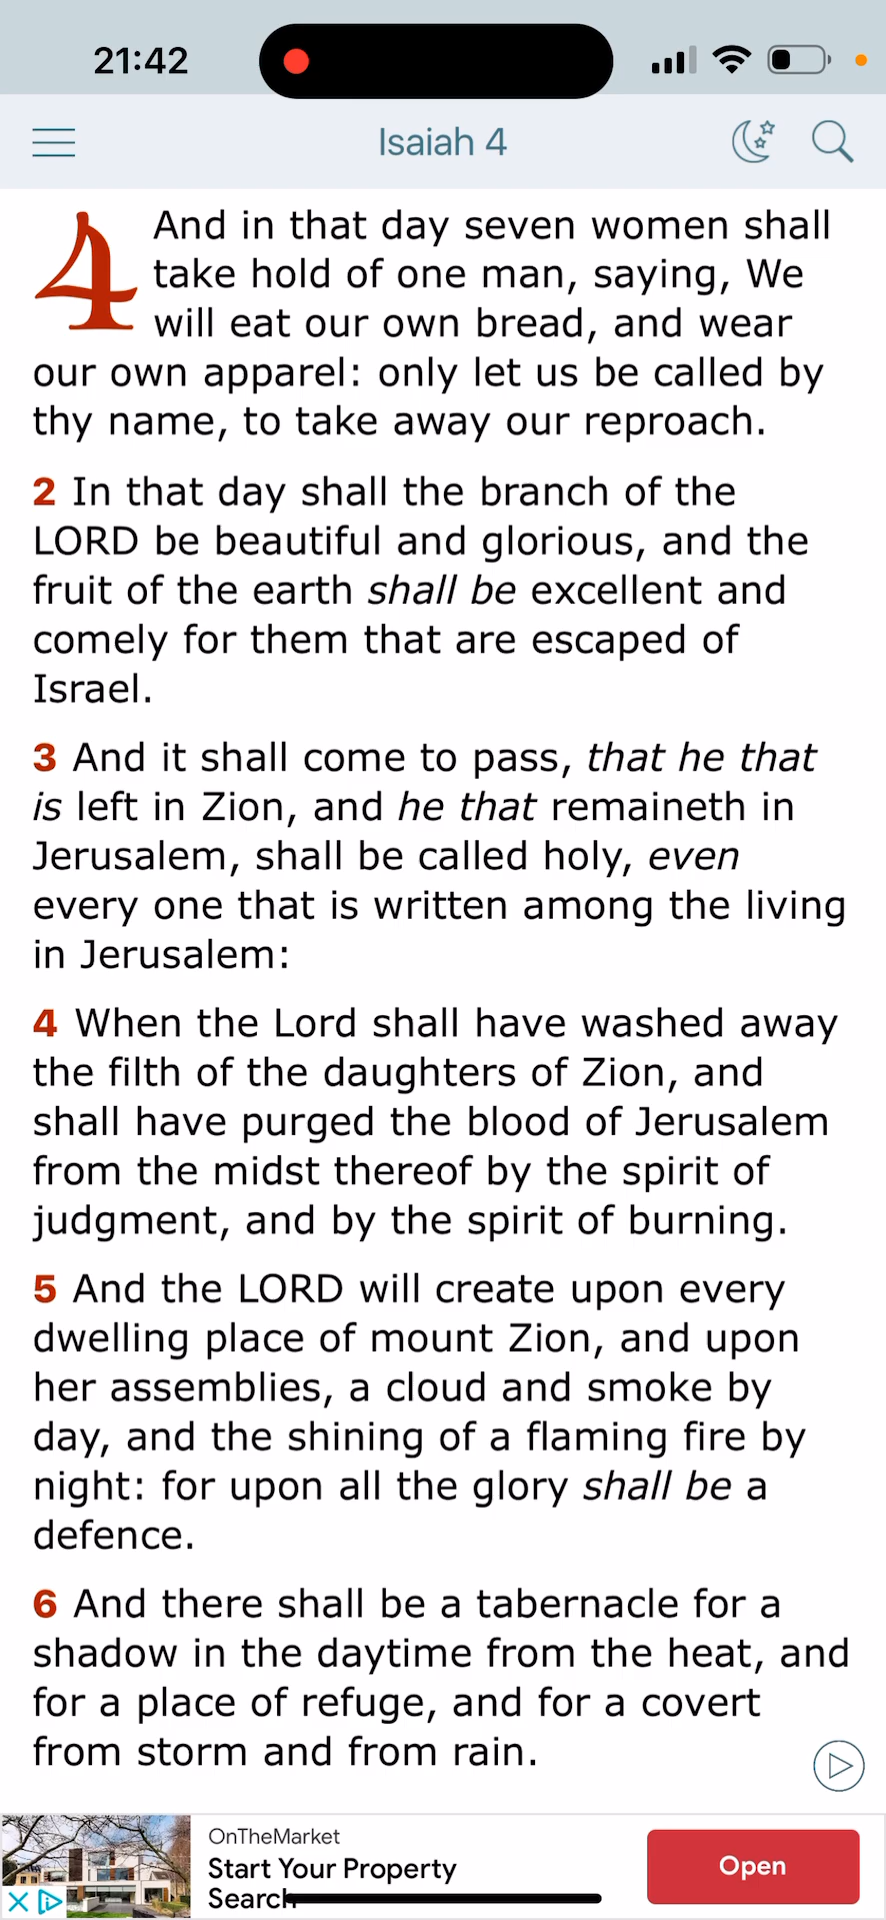 21:42
Isaiah 4
4 And in that day seven women shall
take hold of one man, saying, We
will eat our own bread, and wear
our own apparel: only let us be called by
thy name, to take away our reproach.
2 In that day shall the branch of the
LORD be beautiful and glorious, and the
fruit of the earth shall be excellent and
comely for them that are escaped of
Israel.
3 And it shall come to pass, that he that
is left in Zion, and he that remaineth in
Jerusalem, shall be called holy, even
every one that is written among the living
in Jerusalem:
4 When the Lord shall have washed away
the filth of the daughters of Zion, and
shall have purged the blood of Jerusalem
from the midst thereof by the spirit of
judgment, and by the spirit of burning.
5 And the LORD will create upon every
dwelling place of mount Zion, and upon
her assemblies, a cloud and smoke by
day, and the shining of a flaming fire by
night: for upon all the glory shall be a
defence.
6 And there shall be a tabernacle for a
shadow in the daytime from the heat, and
for a place of refuge, and for a covert
from storm and from rain.
OnTheMarket
Start Your Property
Search
Open